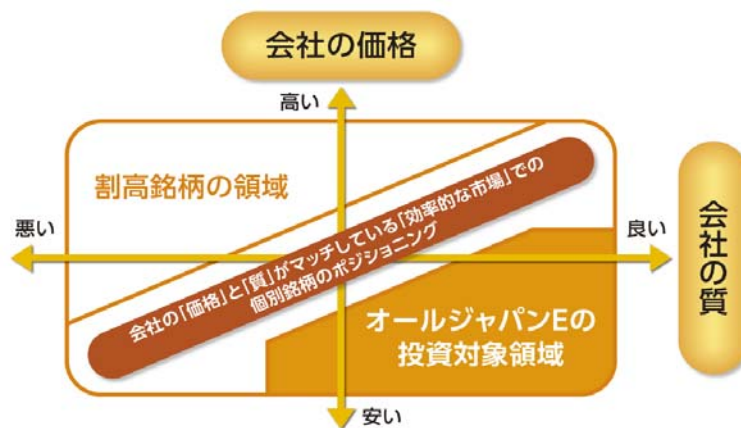 会社の価格
高い
割高銘柄の領域
悪い
良い
会社の質
会社の「価格」と「質」がマッチしている「効率的な市場」での
個別銘柄のポジショニング
オールジャパンEの
投資対象領域
安い